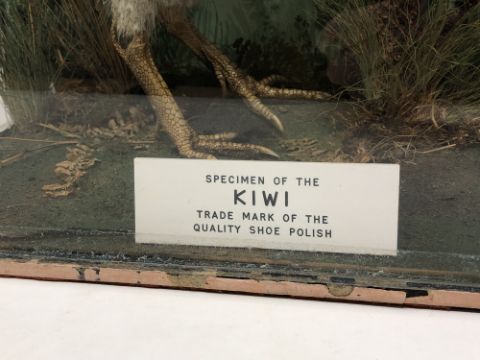 SPECIMEN OF THE
KIWI
TRADE MARK OF THE
QUALITY SHOE POLISH